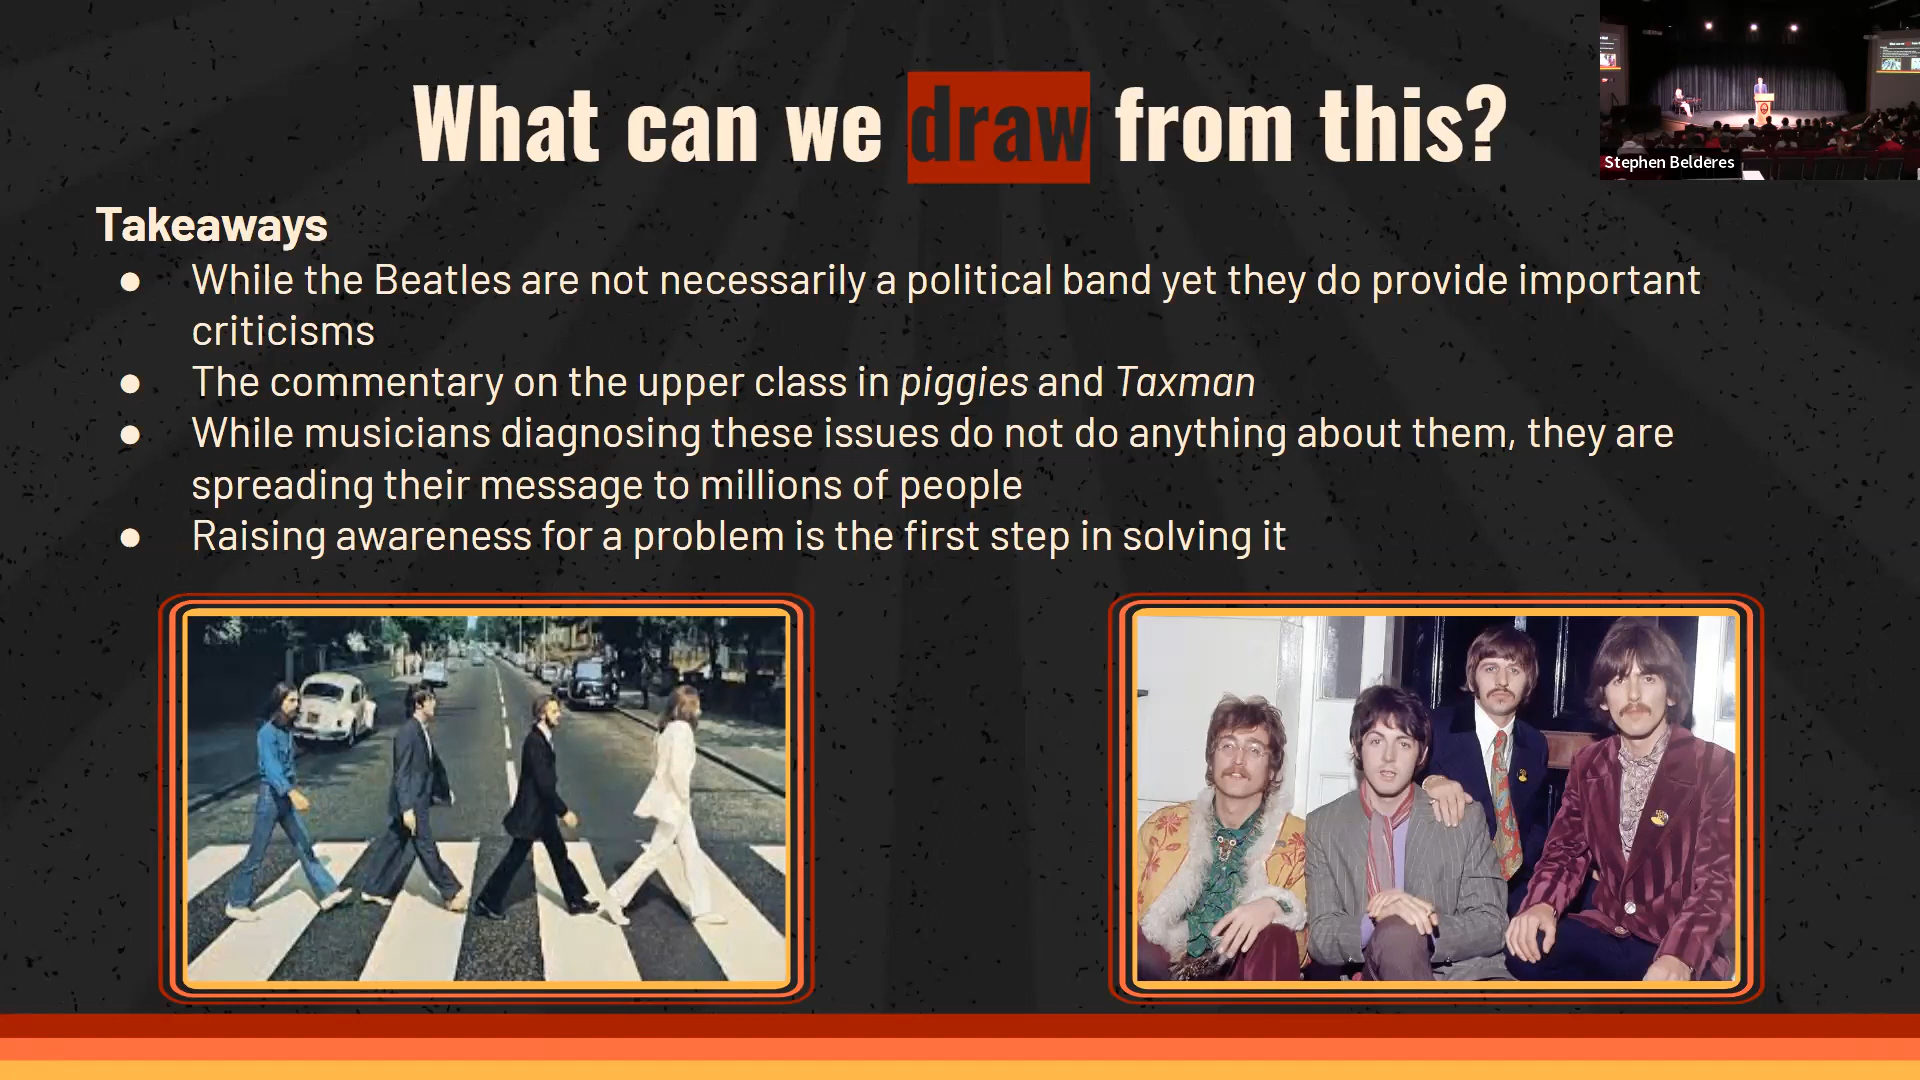 What can we draw from this?
Stephen Belderes
Takeaways
● While the Beatles are not necessarily a political band yet they do provide important
criticisms
● The commentary on the upper class in piggies and Taxman
● While musicians diagnosing these issues do not do anything about them, they are
spreading their message to millions of people
● Raising awareness for a problem is the first step in solving it